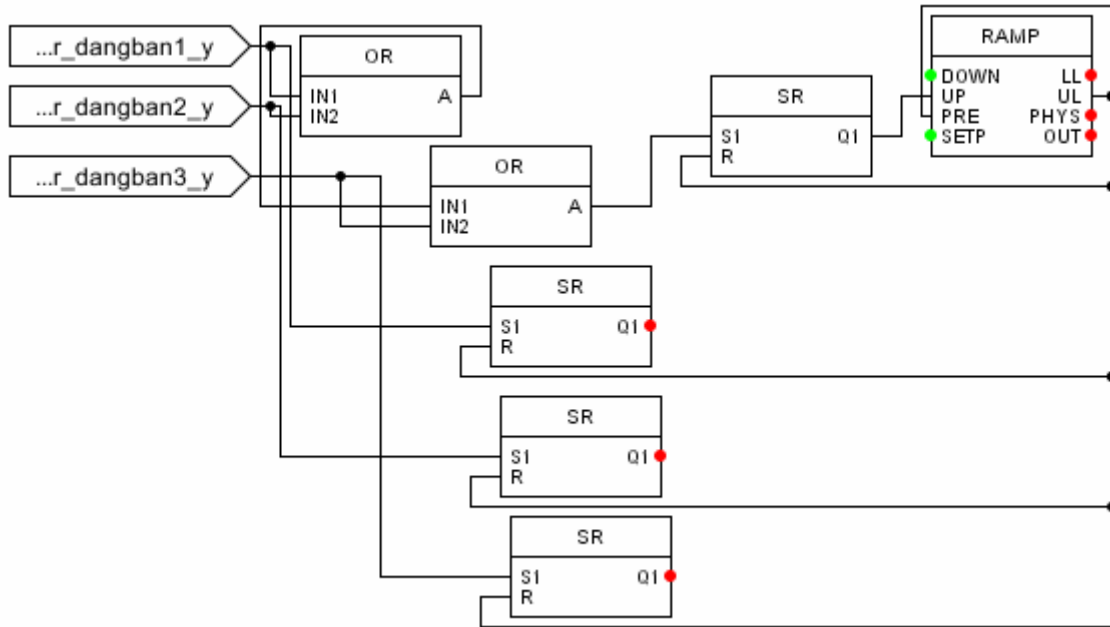 ...r_dangban1_y
...r_dangban2_y
...r_dangban3_y
OR
IN1 A
IN2
OR
IN1 A
IN2
SR
S1 Q1
R
RAMP
DOWN LL
UP UL
PRE PHYS
SETP OUT
SR
S1 Q1
R
SR
S1 Q1
R
SR
S1 Q1
R